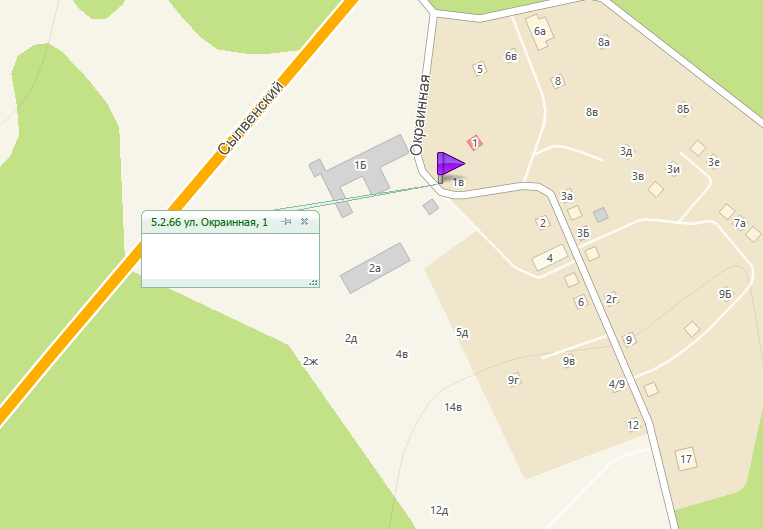 6а
8а
6в
5
8
Окраинная
Сылвенский
8Б
8в
1
3д
3е
1Б
3и
3в
1в
3а
2
7а
3Б
5.2.66 ул. Окраинная, 1
4
2а
9Б
6
2г
5д
2д
9
4в
2ж
9в
9г
4/9
14в
12
17
12д